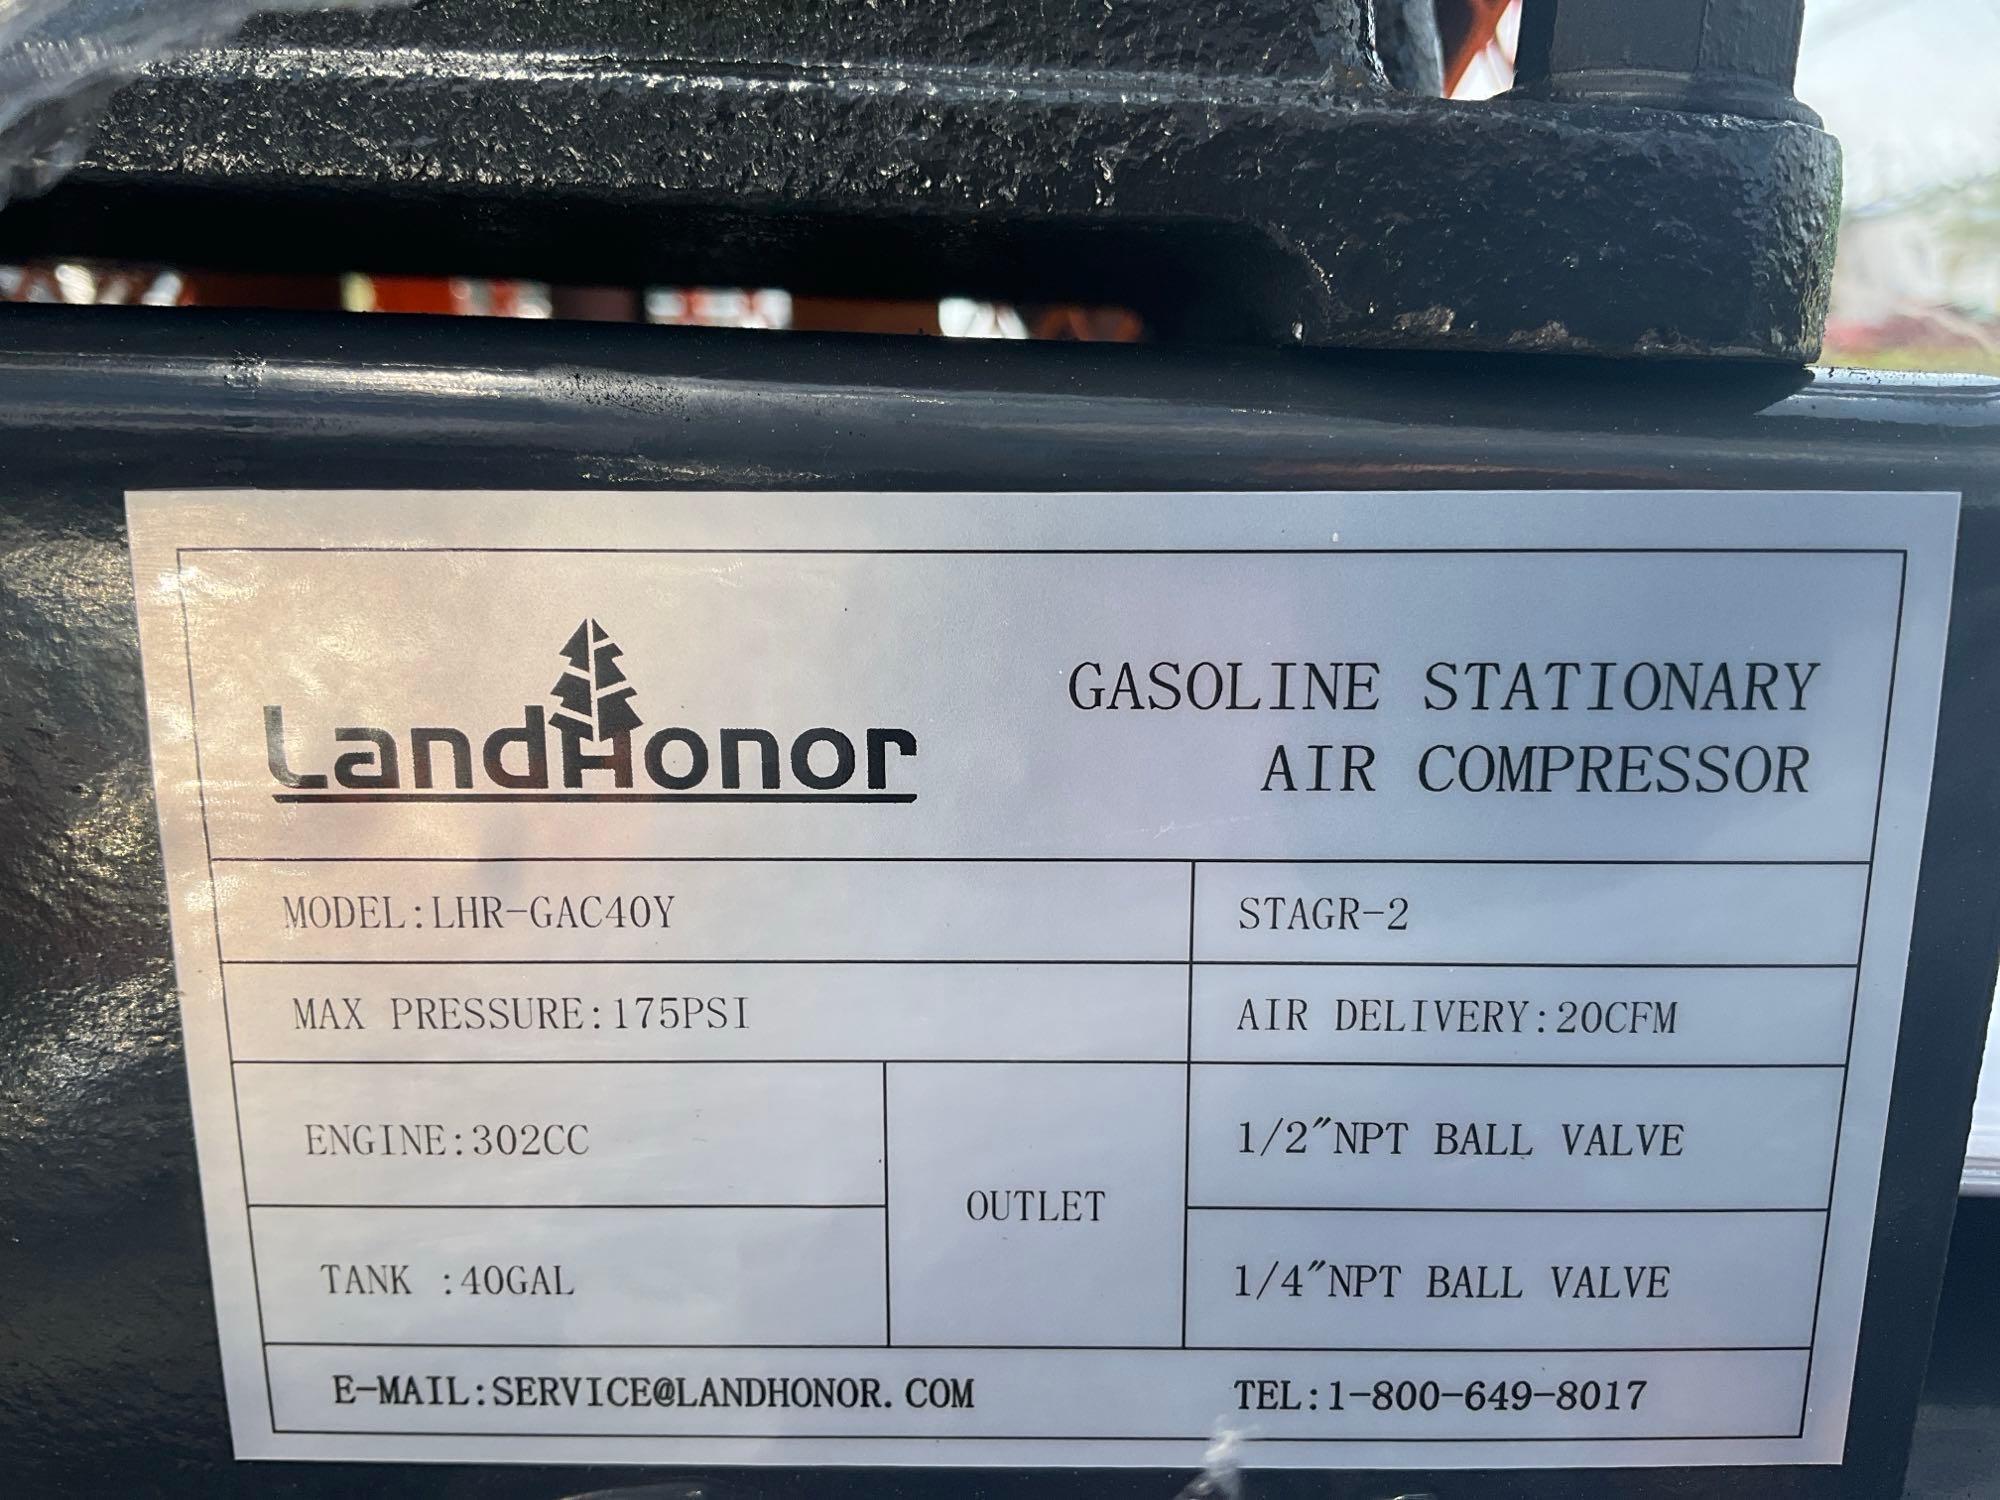 LandHonor
GASOLINE STATIONARY
AIR COMPRESSOR
MODEL:LHR-GAC40Y
STAGR-2
MAX PRESSURE:175PSI
AIR DELIVERY:20CFM
ENGINE:302CC
OUTLET
1/2"NPT BALL VALVE
TANK :40GAL
1/4"NPT BALL VALVE
E-MAIL:SERVICE@LANDHONOR.COM
TEL:1-800-649-8017